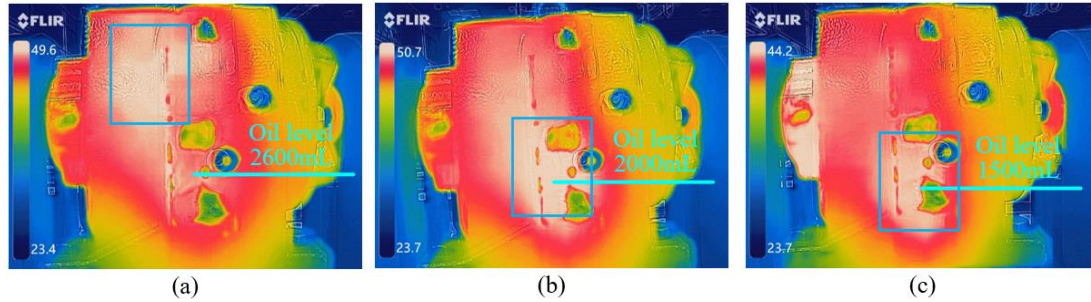 FLIR
49.6
Oil level
2600mL
23.4
(a)
FLIR
50.7
Oil level
2000mL
23.7
(b)
FLIR
44.2
Oil level
1500mL
23.7
(c)